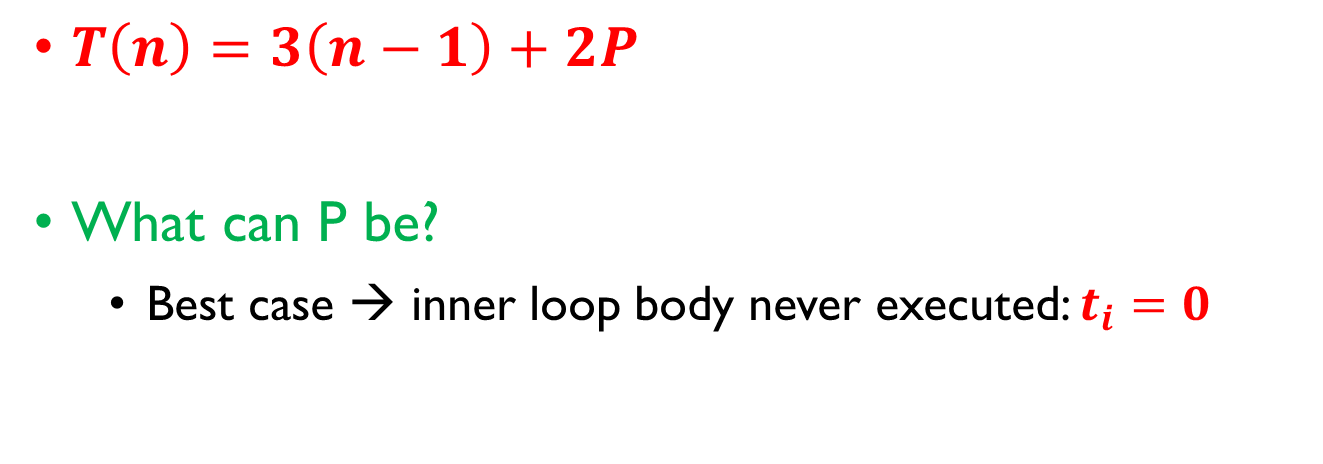 • T(n) = 3(n − 1) + 2P
• What can P be?
• Best case → inner loop body never executed: tᵢ = 0